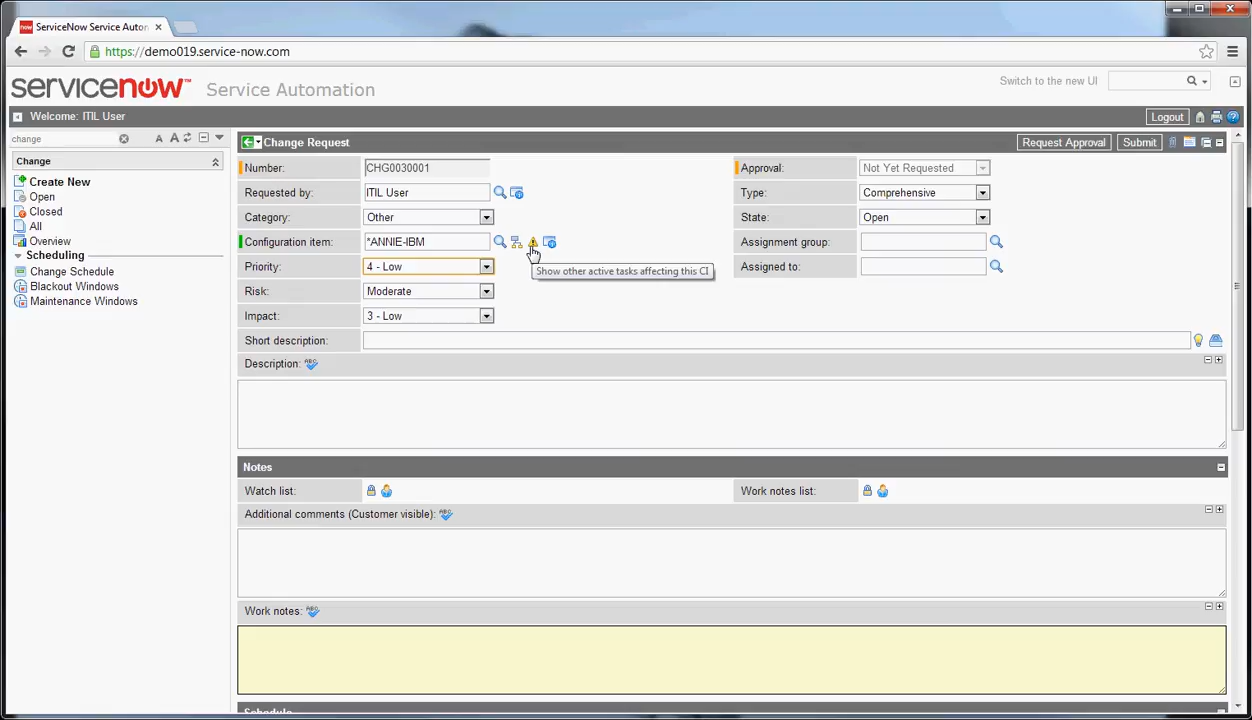 ServiceNow Service Autom
https://demo019.service-now.com
servicenow™ Service Automation
Switch to the new UI
Welcome: ITIL User
Logout
change
A A
Change
Create New
Open
Closed
All
Overview
Scheduling
Change Schedule
Blackout Windows
Maintenance Windows
Change Request
Request Approval
Submit
Number: CHG0030001
Approval: Not Yet Requested
Requested by: ITIL User
Type: Comprehensive
Category: Other
State: Open
Configuration item: *ANNIE-IBM
Assignment group:
Priority: 4 - Low
Show other active tasks affecting this CI
Assigned to:
Risk: Moderate
Impact: 3 - Low
Short description:
Description:
Notes
Watch list:
Work notes list:
Additional comments (Customer visible):
Work notes:
Schedule